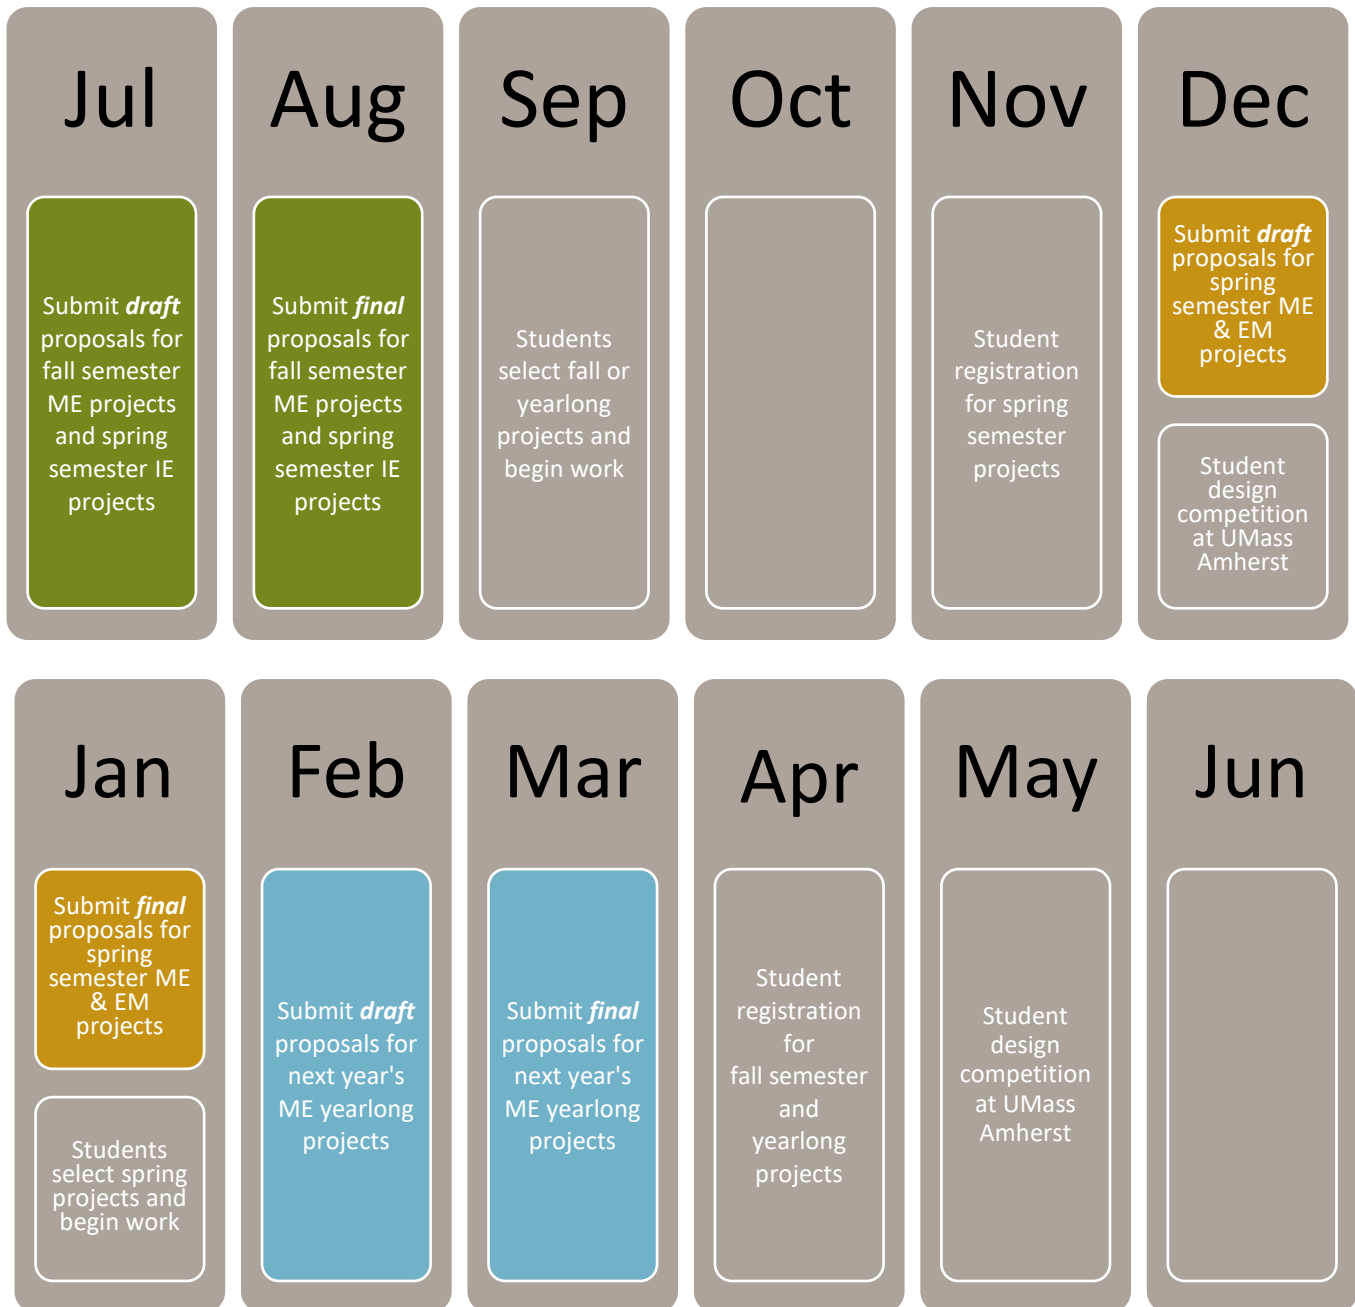 Jul
Submit draft
proposals for
fall semester
ME projects
and spring
semester IE
projects
Aug
Submit final
proposals for
fall semester
ME projects
and spring
semester IE
projects
Sep
Students
select fall or
yearlong
projects and
begin work
Oct
Nov
Student
registration
for spring
semester
projects
Dec
Submit draft
proposals for
spring
semester ME
& EM
projects
Student
design
competition
at UMass
Amherst
Jan
Submit final
proposals for
spring
semester ME
& EM
projects
Students
select spring
projects and
begin work
Feb
Submit draft
proposals for
next year's
ME yearlong
projects
Mar
Submit final
proposals for
next year's
ME yearlong
projects
Apr
Student
registration
for
fall semester
and
yearlong
projects
May
Student
design
competition
at UMass
Amherst
Jun